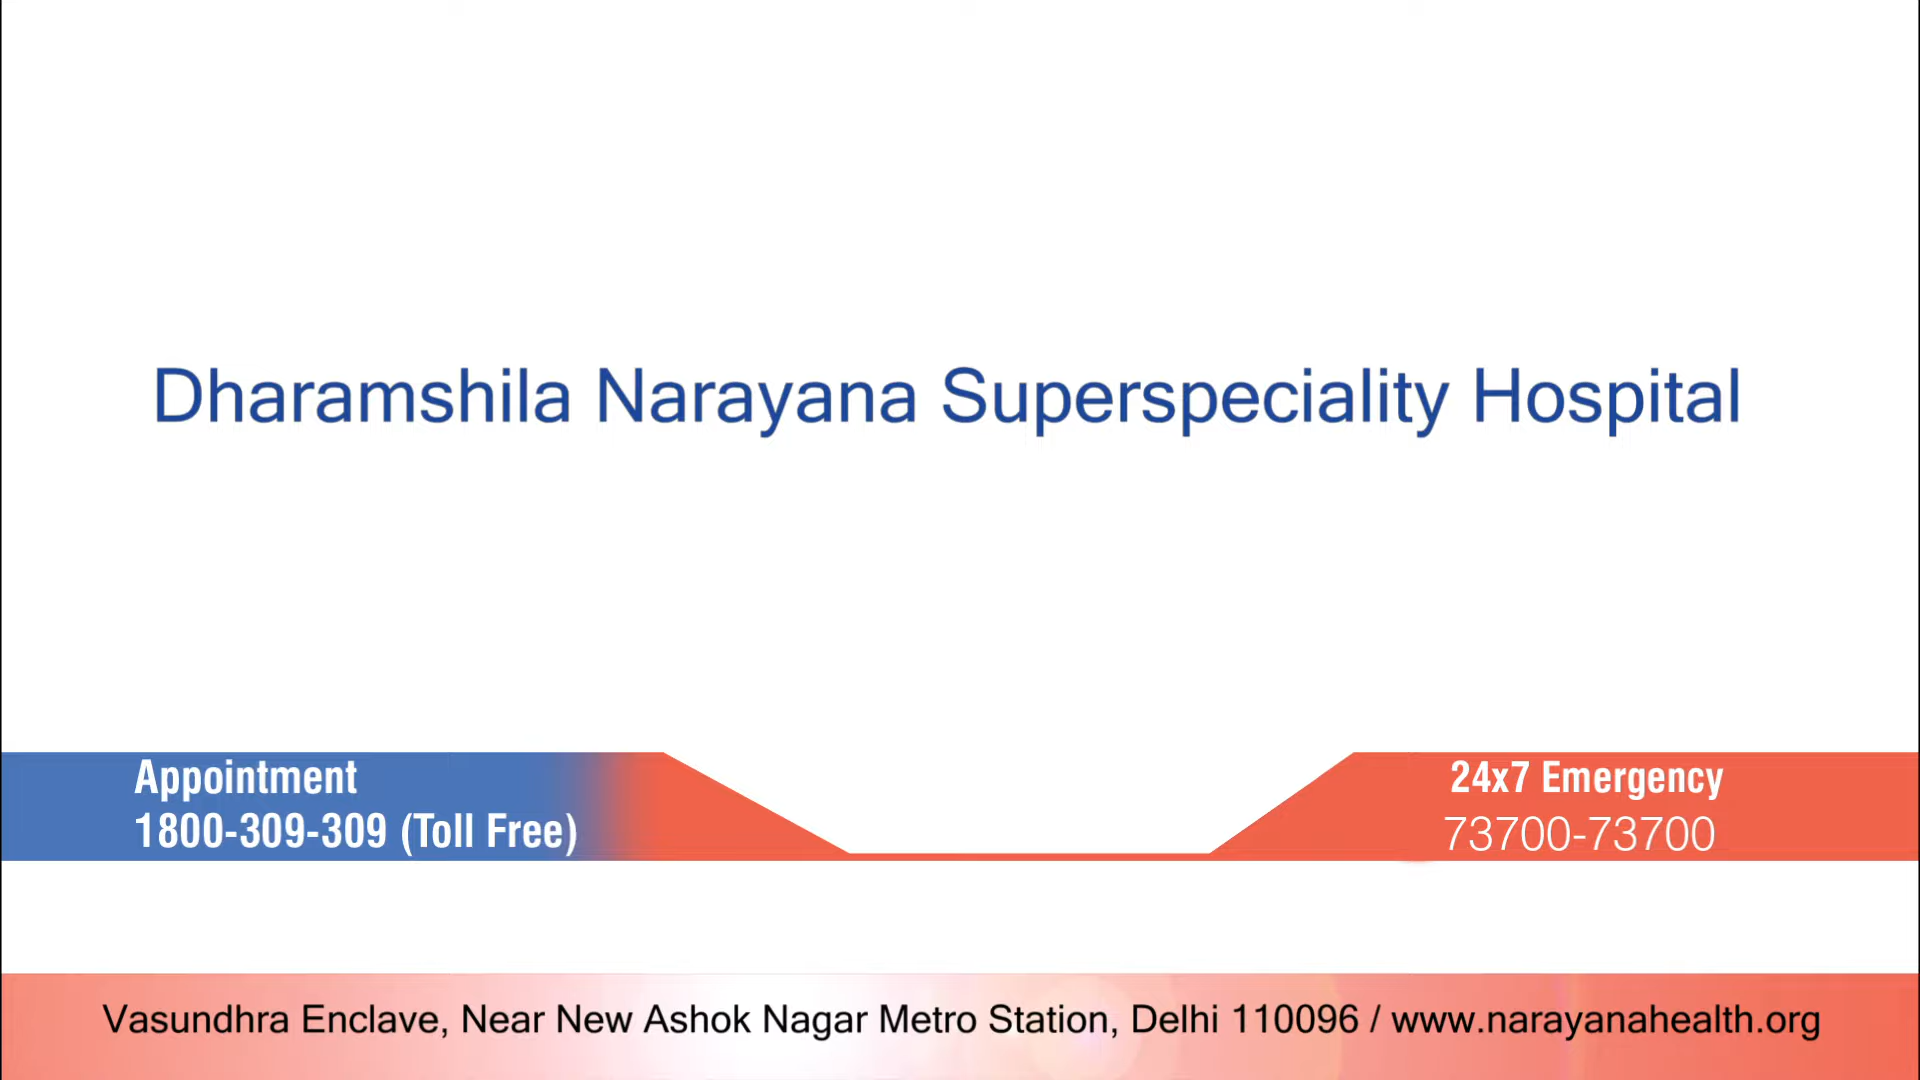 Dharamshila Narayana Superspeciality Hospital
Appointment
1800-309-309 (Toll Free)
24x7 Emergency
73700-73700
Vasundhra Enclave, Near New Ashok Nagar Metro Station, Delhi 110096 / www.narayanahealth.org